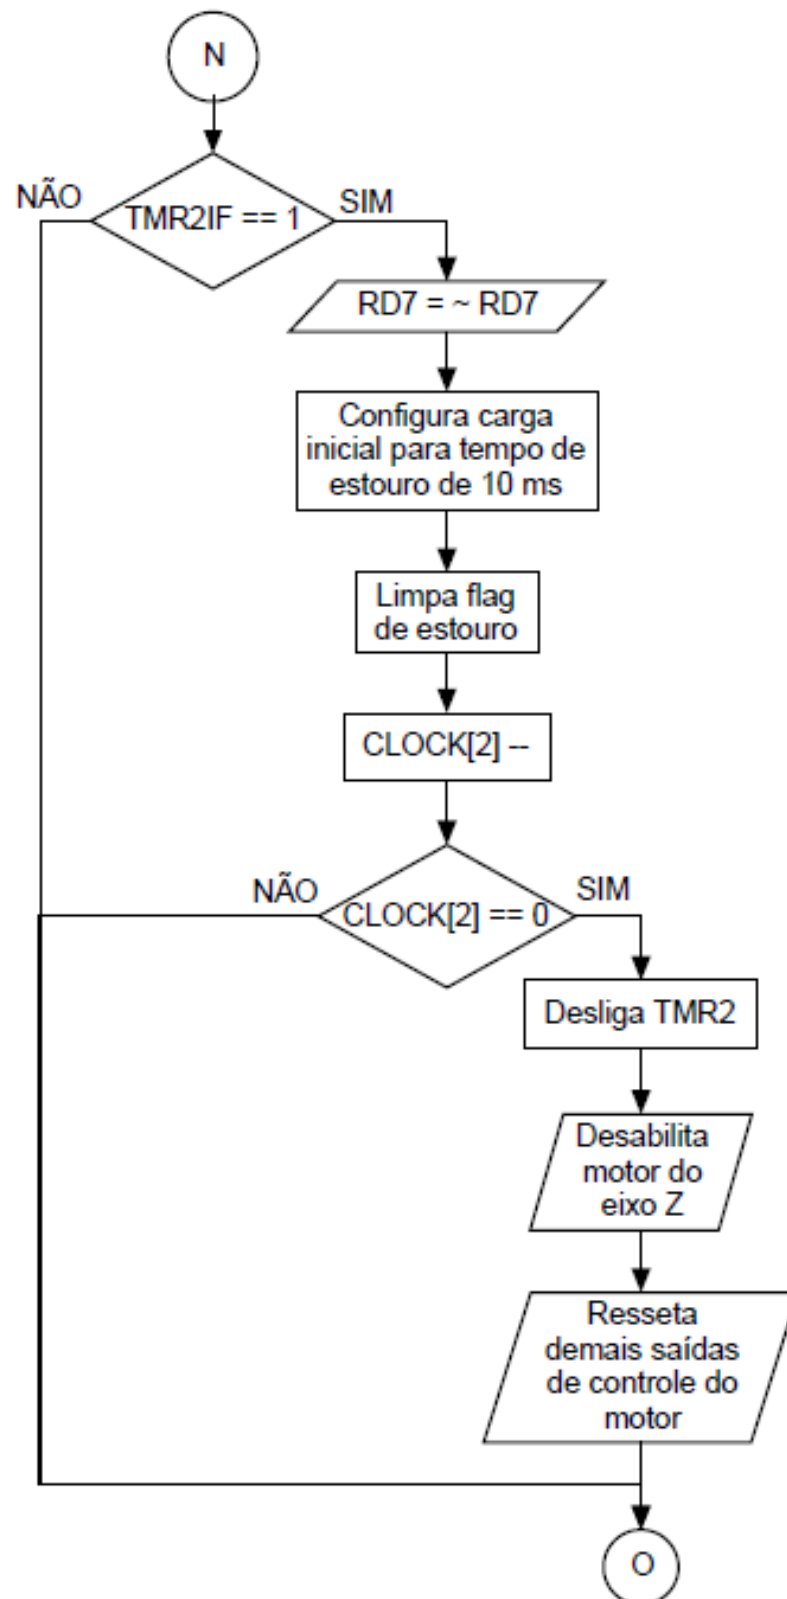 N
NÃO
SIM
TMR2IF == 1
RD7 = ~ RD7
Configura carga
inicial para tempo de
estouro de 10 ms
Limpa flag
de estouro
CLOCK[2] --
NÃO
SIM
CLOCK[2] == 0
Desliga TMR2
Desabilita
motor do
eixo Z
Resseta
demais saídas
de controle do
motor
O